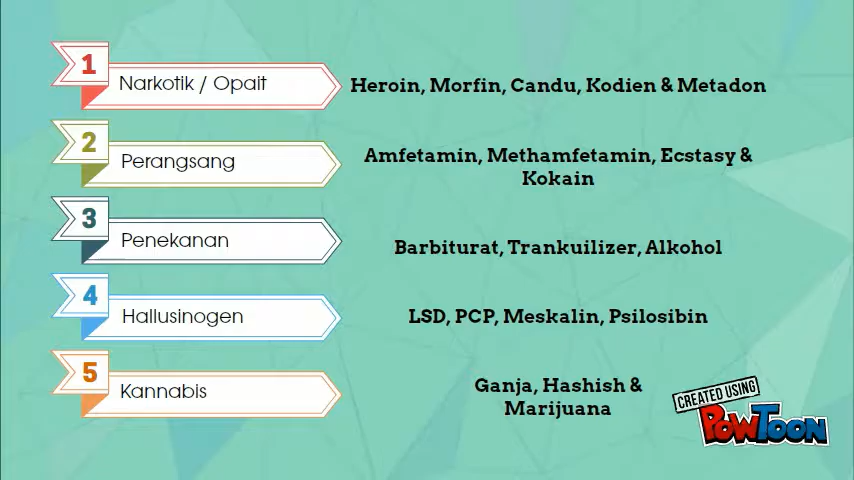 1
Narkotik / Opait
Heroin, Morfin, Candu, Kodien & Metadon
2
Perangsang
Amfetamin, Methamfetamin, Ecstasy &
Kokain
3
Penekanan
Barbiturat, Trankuilizer, Alkohol
4
Hallusinogen
LSD, PCP, Meskalin, Psilosibin
5
Kannabis
Ganja, Hashish &
Marijuana
CREATED USING
POWTOON